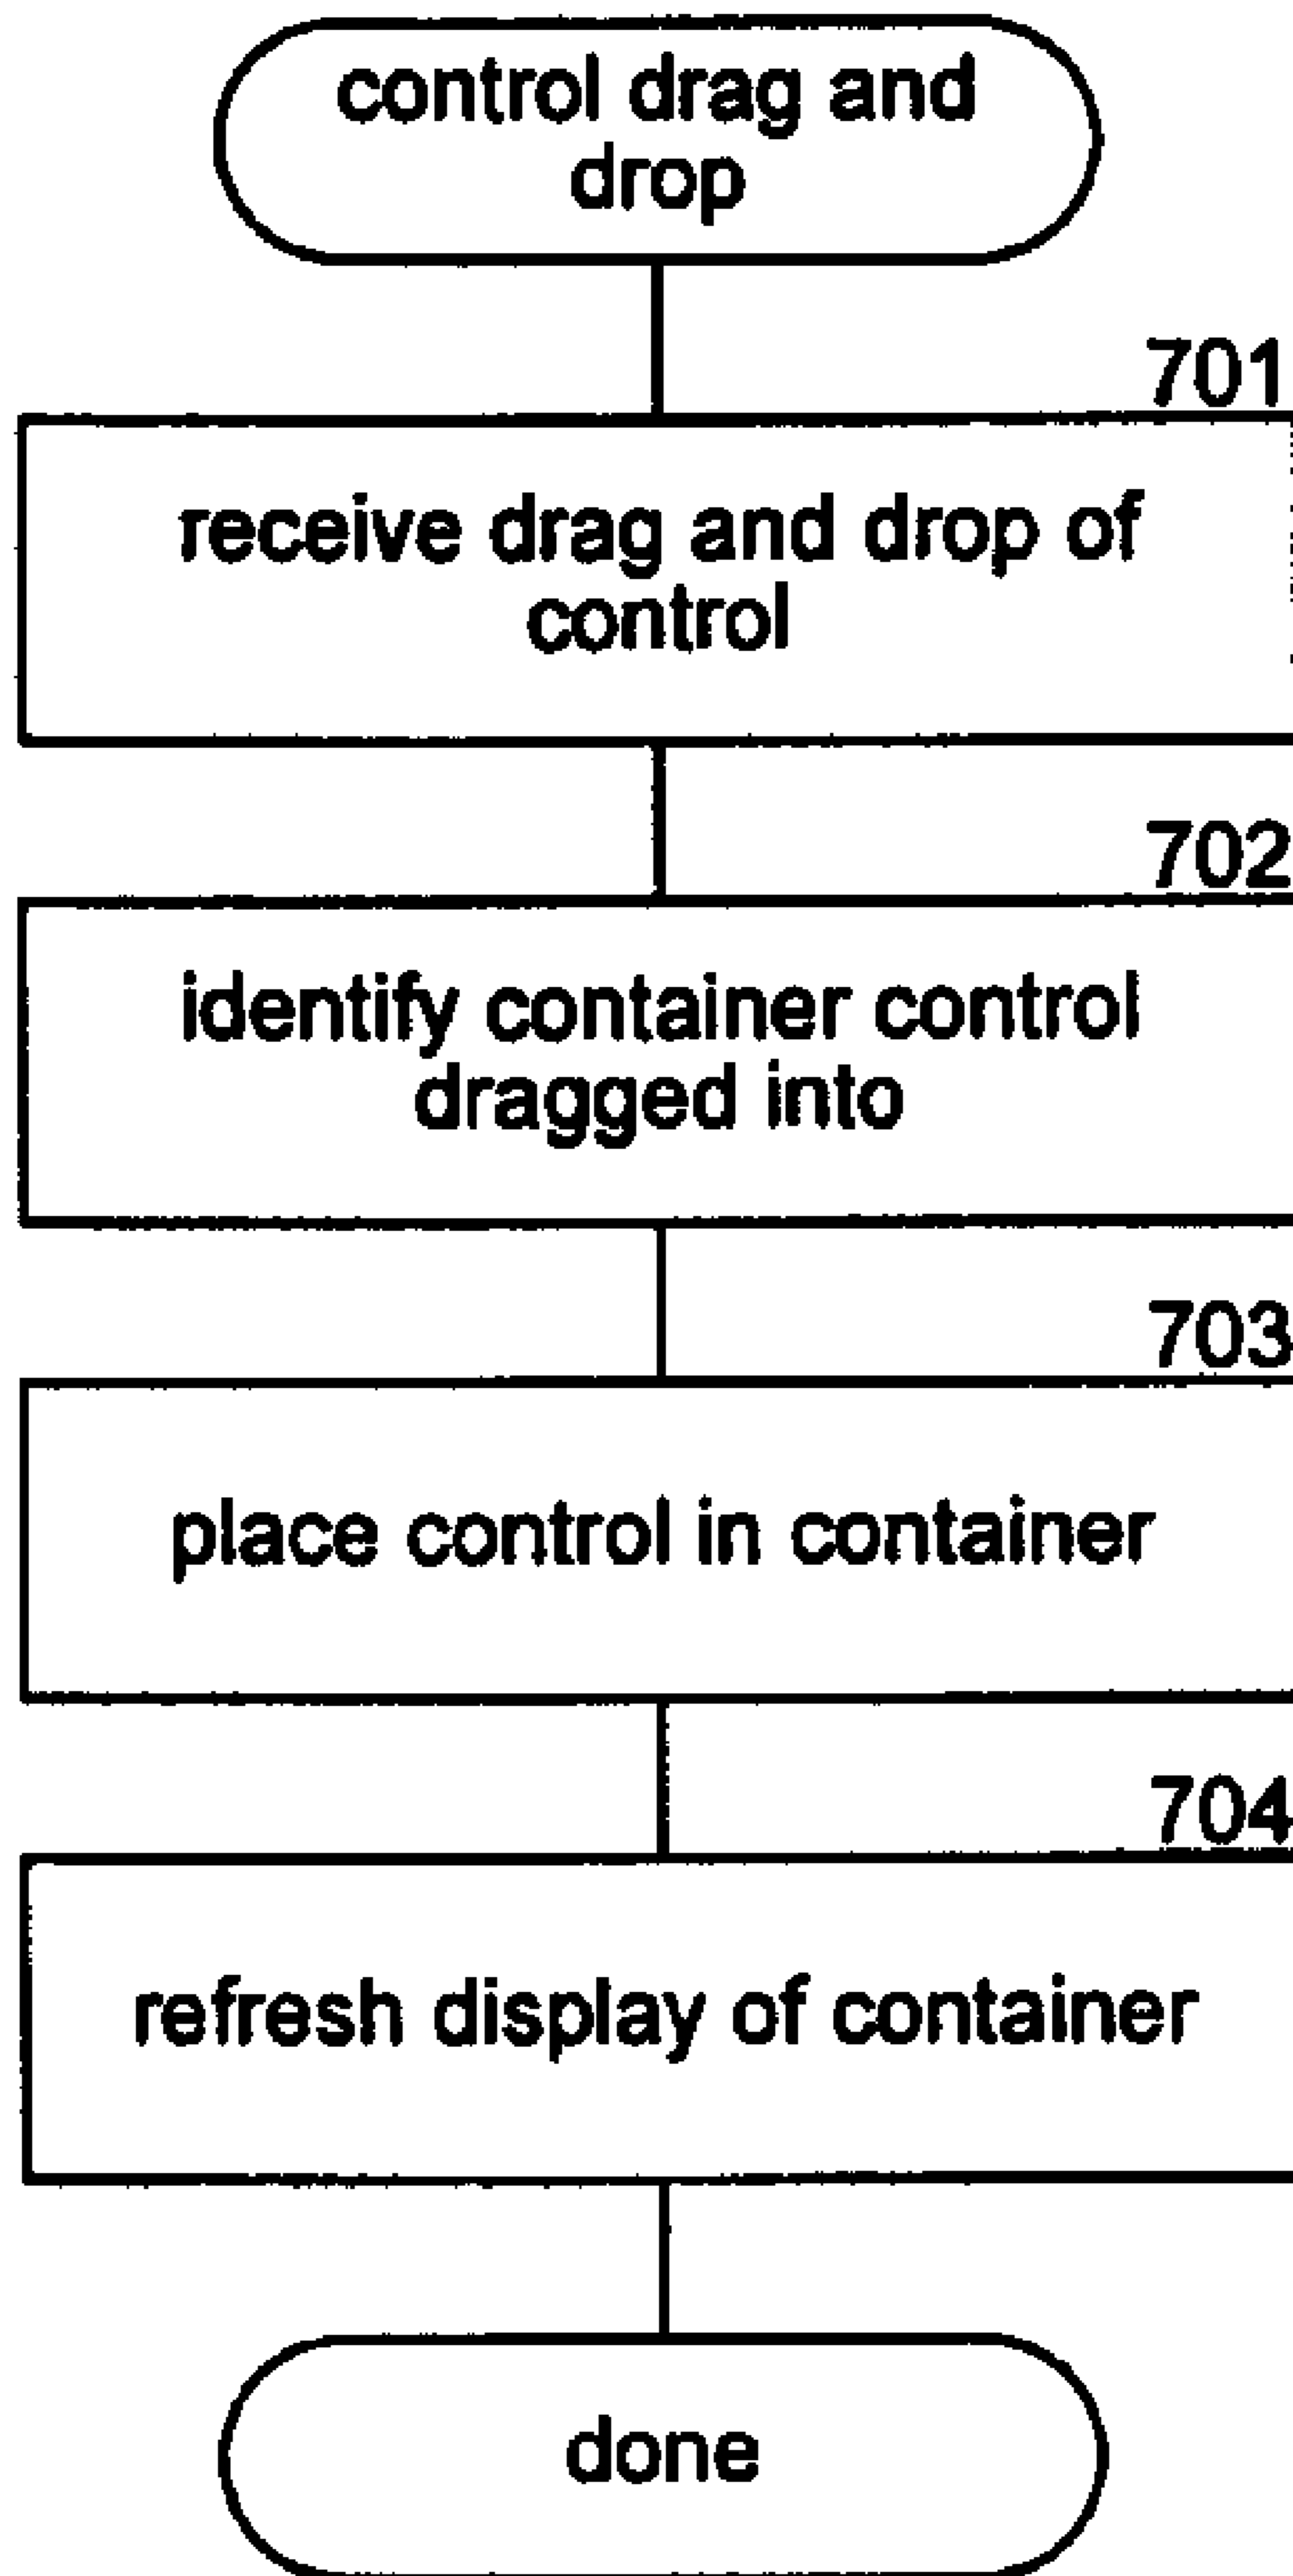 control drag and
drop
701
receive drag and drop of
control
702
identify container control
dragged into
703
place control in container
704
refresh display of container
done